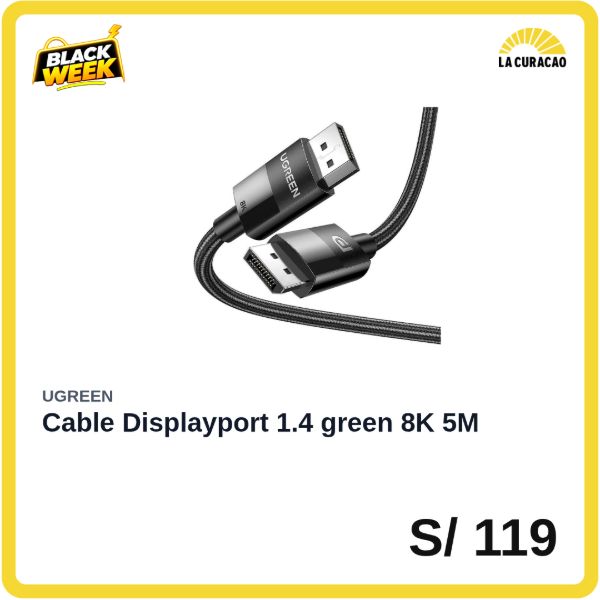 BLACK
WEEK
LA CURACAO
UGREEN
8K
UGREEN
Cable Displayport 1.4 green 8K 5M
S/ 119